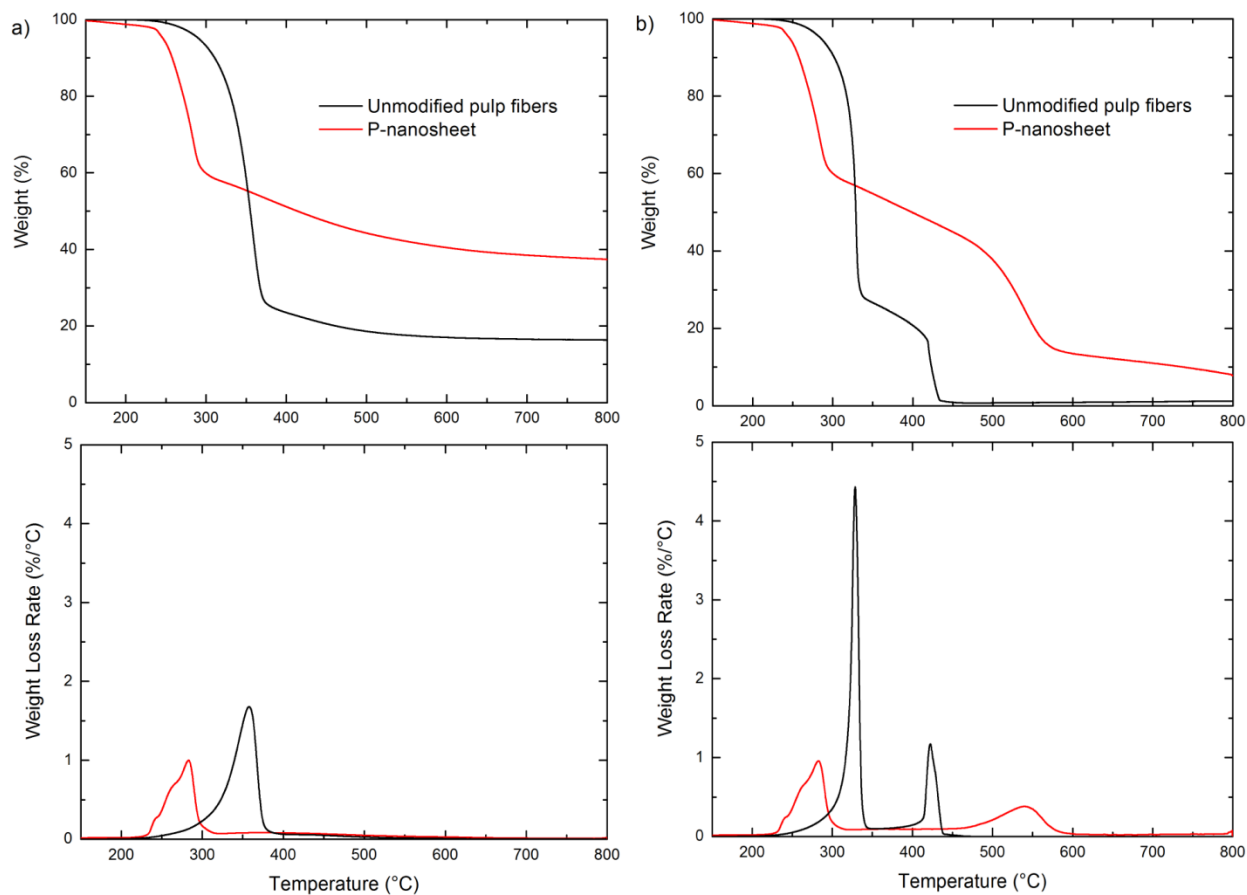 a)
100
80
60
40
20
0
Weight (%)
Unmodified pulp fibers
P-nanosheet
200 300 400 500 600 700 800
b)
100
80
60
40
20
0
Weight (%)
Unmodified pulp fibers
P-nanosheet
200 300 400 500 600 700 800
5
4
3
2
1
0
Weight Loss Rate (%/°C)
200 300 400 500 600 700 800
Temperature (°C)
5
4
3
2
1
0
Weight Loss Rate (%/°C)
200 300 400 500 600 700 800
Temperature (°C)